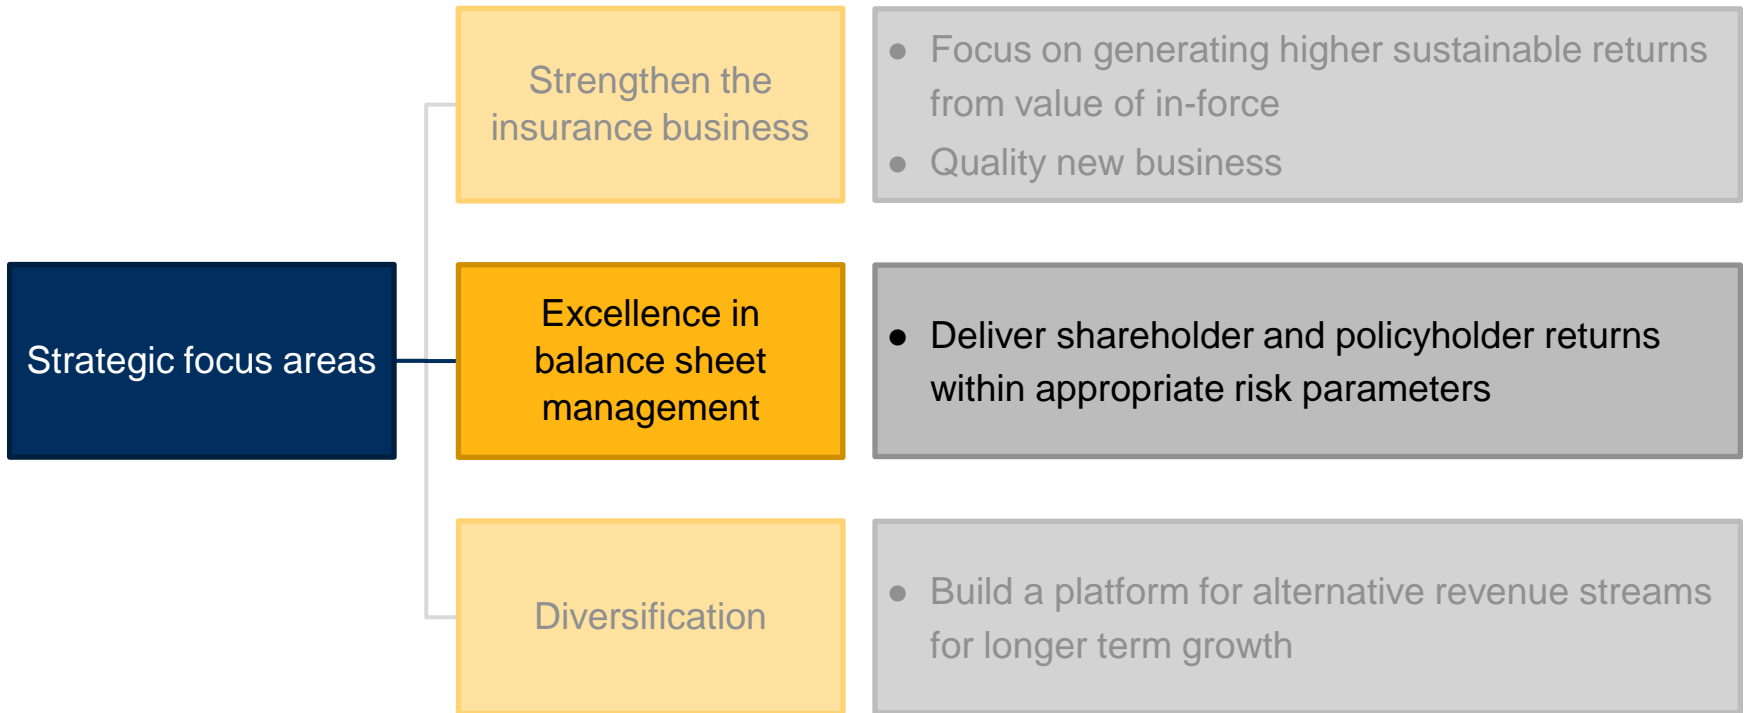 Strengthen the
insurance business
● Focus on generating higher sustainable returns
from value of in-force
● Quality new business
Strategic focus areas
Excellence in
balance sheet
management
● Deliver shareholder and policyholder returns
within appropriate risk parameters
Diversification
● Build a platform for alternative revenue streams
for longer term growth